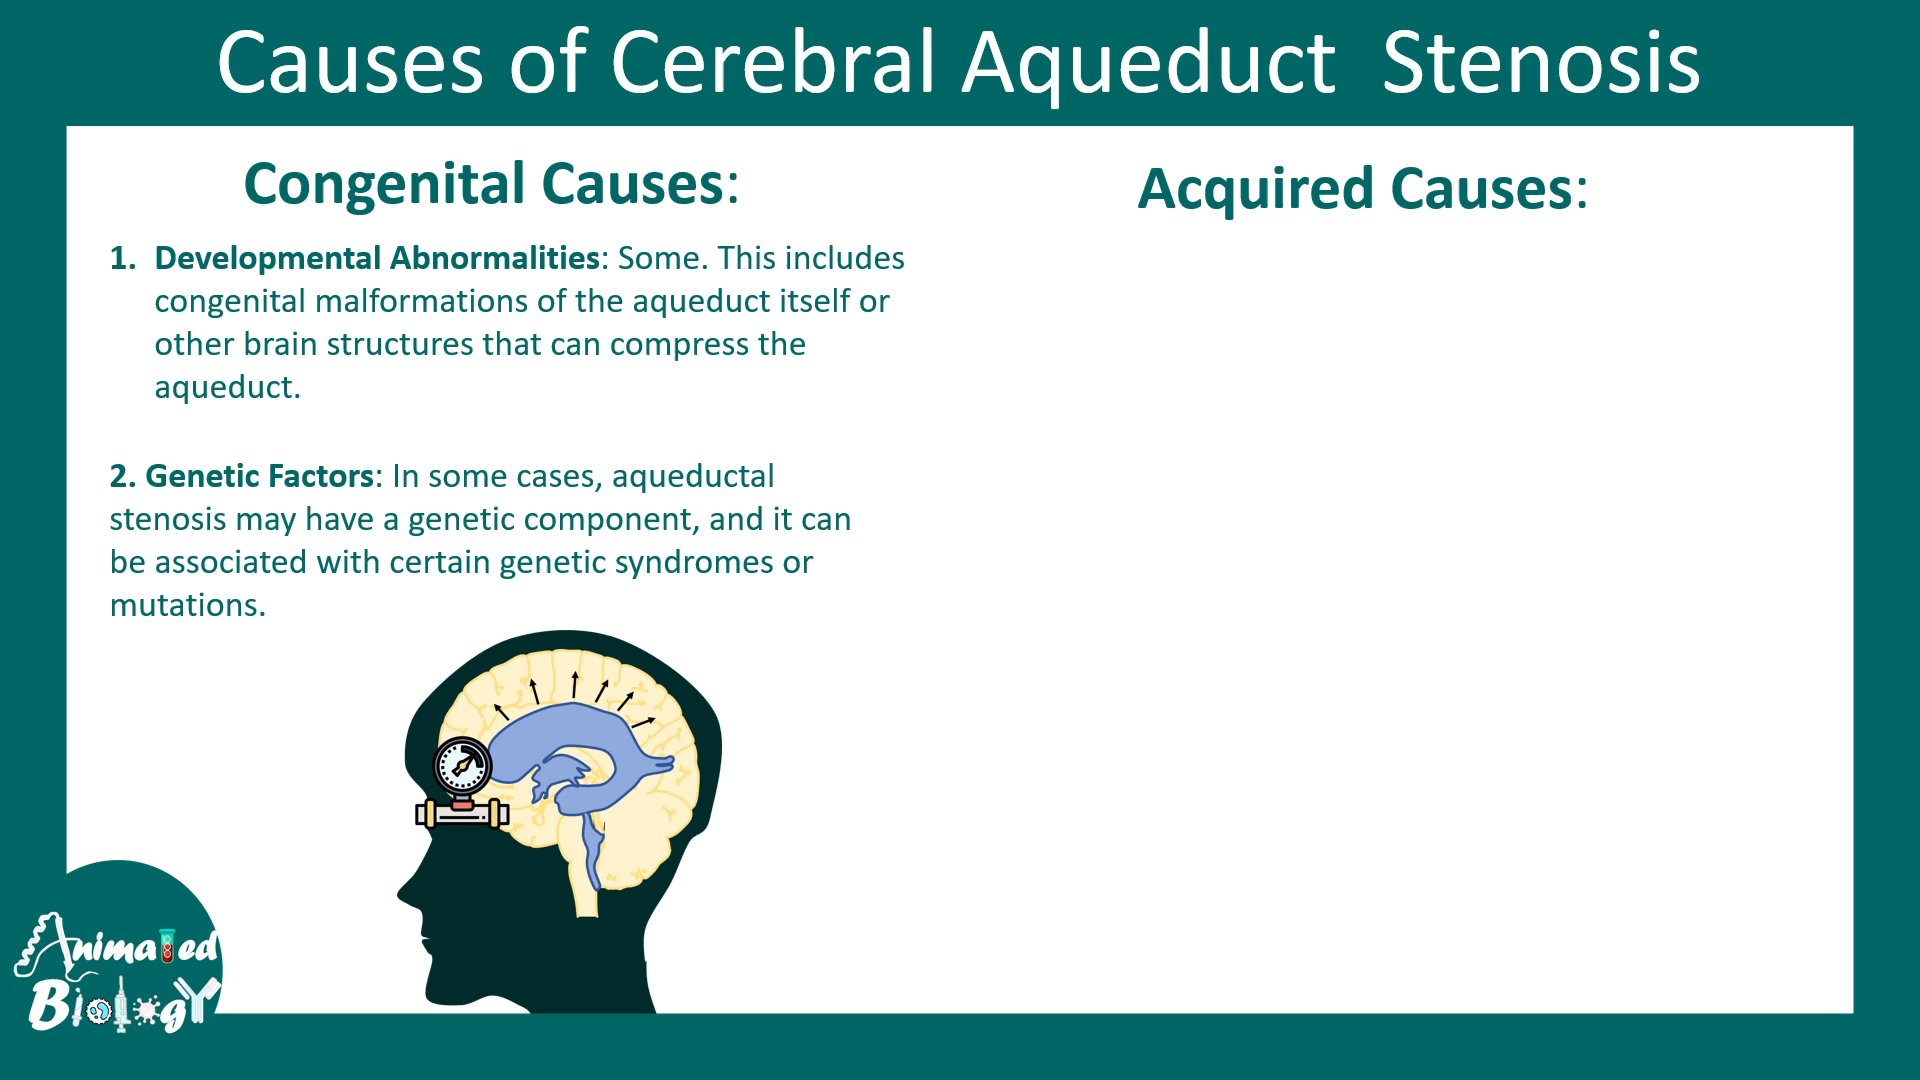 Causes of Cerebral Aqueduct  Stenosis
Congenital Causes:
1. Developmental Abnormalities: Some. This includes
congenital malformations of the aqueduct itself or
other brain structures that can compress the
aqueduct.
2. Genetic Factors: In some cases, aqueductal
stenosis may have a genetic component, and it can
be associated with certain genetic syndromes or
mutations.
Acquired Causes:
Animated
Biology